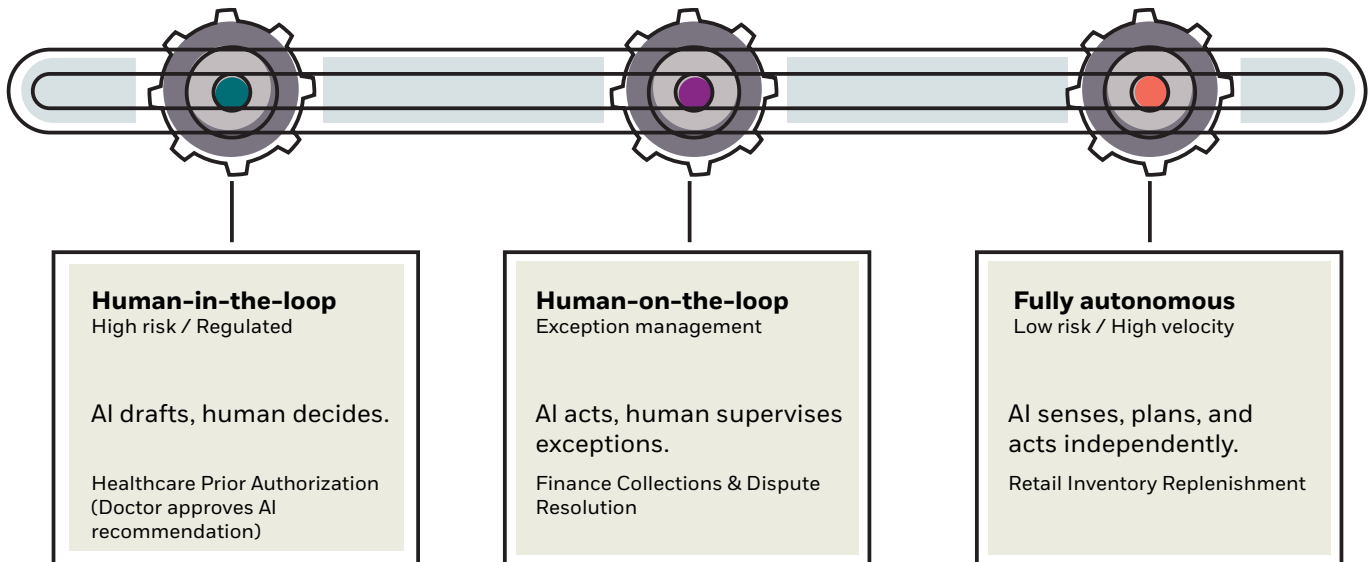 Human-in-the-loop
High risk / Regulated
AI drafts, human decides.
Healthcare Prior Authorization
(Doctor approves AI
recommendation)
Human-on-the-loop
Exception management
AI acts, human supervises
exceptions.
Finance Collections & Dispute
Resolution
Fully autonomous
Low risk / High velocity
AI senses, plans, and
acts independently.
Retail Inventory Replenishment